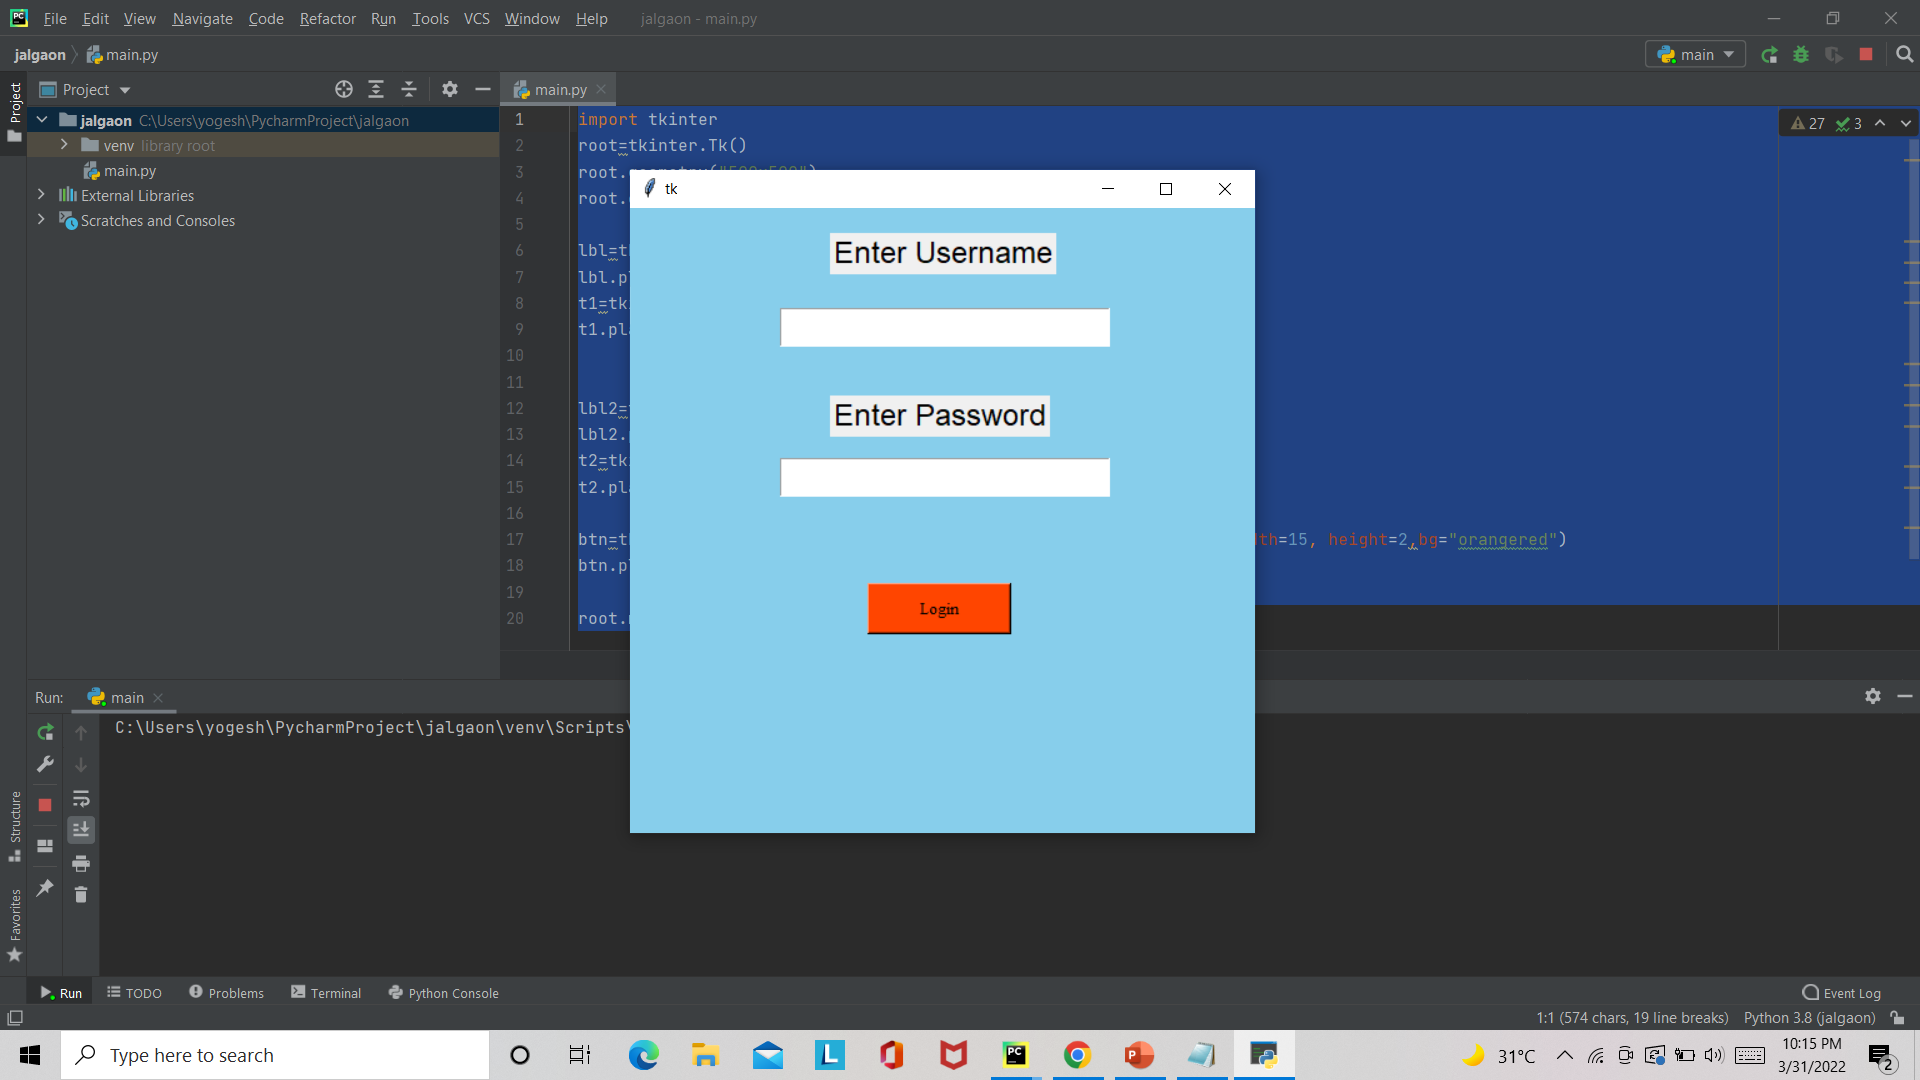 File Edit View Navigate Code Refactor Run Tools VCS Window Help jalgaon - main.py
jalgaon main.py
main
Project
Project
main.py
jalgaon C:\Users\yogesh\PycharmProject\jalgaon
venv library root
main.py
External Libraries
Scratches and Consoles
27 3
1 import tkinter
2 root=tkinter.Tk()
3 root.
4 root.
5
6 lbl=t
7 lbl.p
8 t1=tk
9 t1.pl
10
11
12 lbl2=
13 lbl2.
14 t2=tk
15 t2.pl
16
17 btn=t th=15, height=2,bg="orangered")
18 btn.p
19
20 root.
tk
Enter Username
Enter Password
Login
Run: main
C:\Users\yogesh\PycharmProject\jalgaon\venv\Scripts\
Structure
Favorites
Run TODO Problems Terminal Python Console Event Log
1:1 (574 chars, 19 line breaks) Python 3.8 (jalgaon)
Type here to search
31°C
10:15 PM
3/31/2022
2